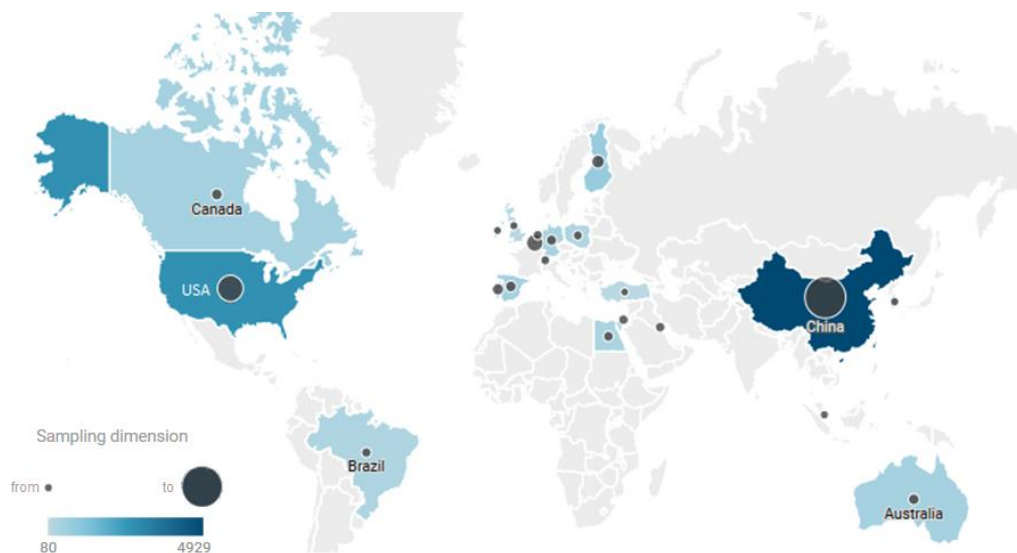 Canada
USA
China
Brazil
Australia
Sampling dimension
from to
80 4929